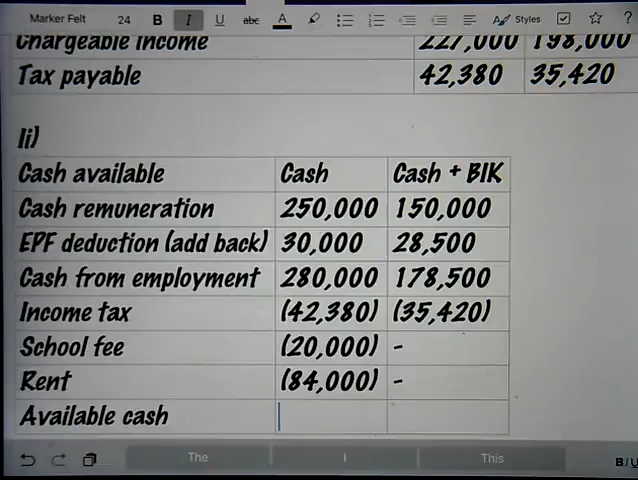 Marker Felt 24 B I U abc A Styles ?
Chargeable income 227,000 198,000
Tax payable 42,380 35,420
Ii)
Cash available Cash Cash + BIK
Cash remuneration 250,000 150,000
EPF deduction (add back) 30,000 28,500
Cash from employment 280,000 178,500
Income tax (42,380) (35,420)
School fee (20,000) -
Rent (84,000) -
Available cash
The I This B/U